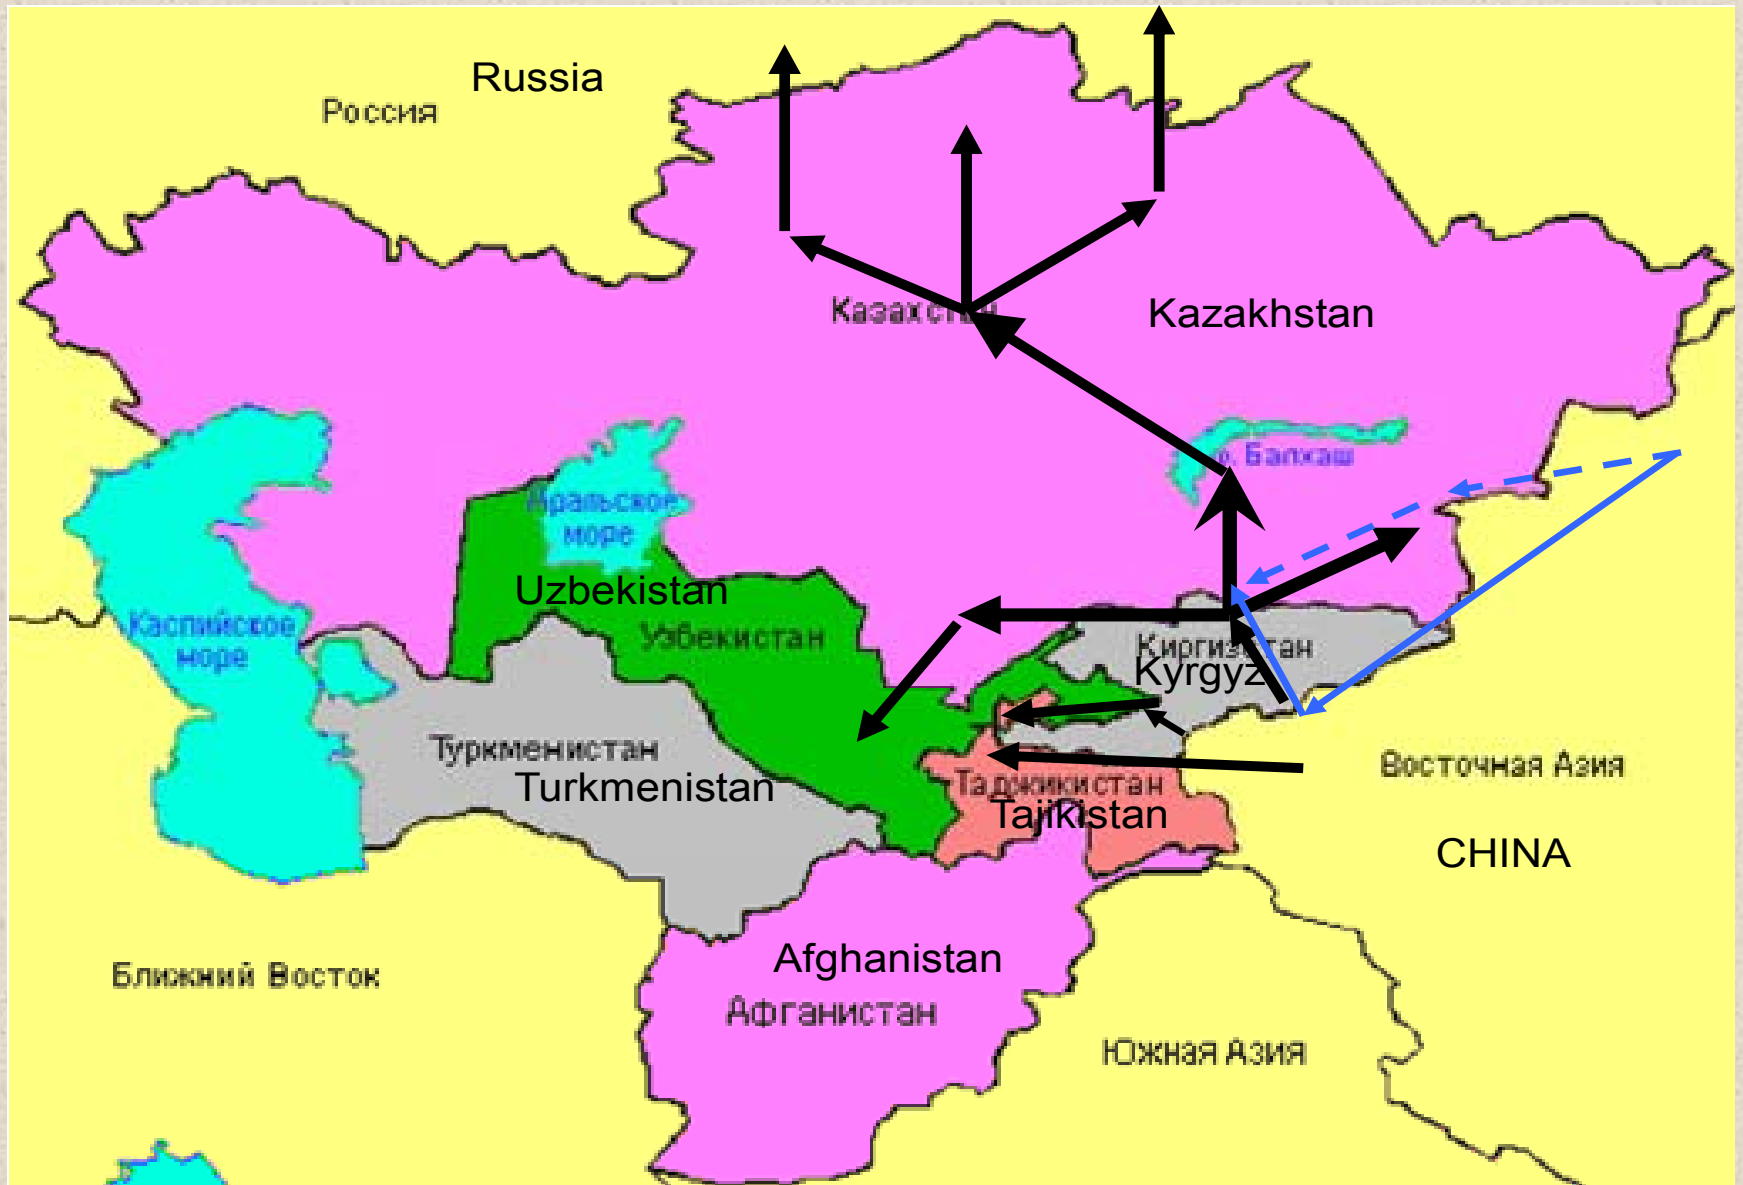 Russia
Россия
Казахстан
Kazakhstan
о. Балхаш
Аральское
море
Uzbekistan
Узбекистан
Каспийское
море
Киргизстан
Kyrgyz
Туркменистан
Turkmenistan
Таджикистан
Tajikistan
Восточная Азия
CHINA
Afghanistan
Афганистан
Ближний Восток
Южная Азия